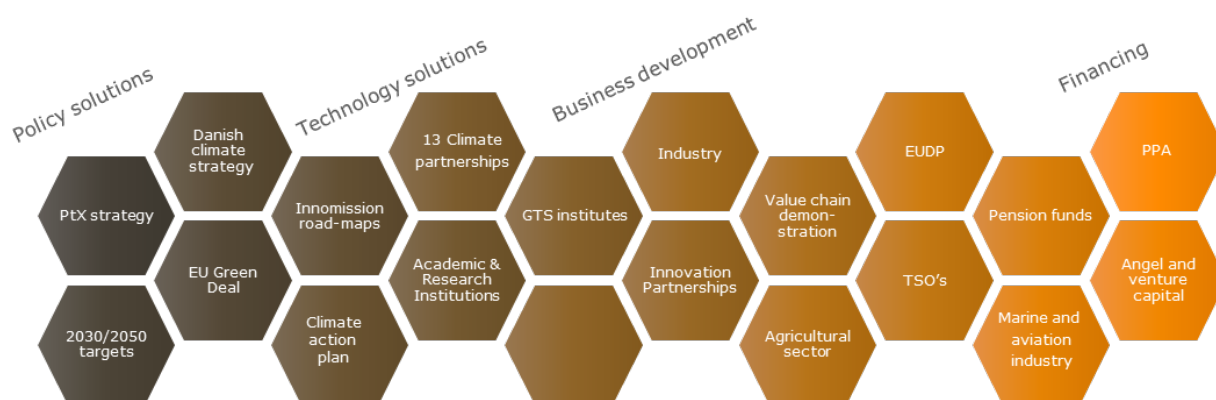 Policy solutions
Technology solutions
Business development
Financing
PtX strategy
2030/2050
targets
Danish
climate
strategy
EU Green
Deal
Innomission
road-maps
Climate
action
plan
13 Climate
partnerships
Academic &
Research
Institutions
GTS institutes
Industry
Innovation
Partnerships
Value chain
demon-
stration
Agricultural
sector
EUDP
TSO's
Pension funds
Marine and
aviation
industry
PPA
Angel and
venture
capital